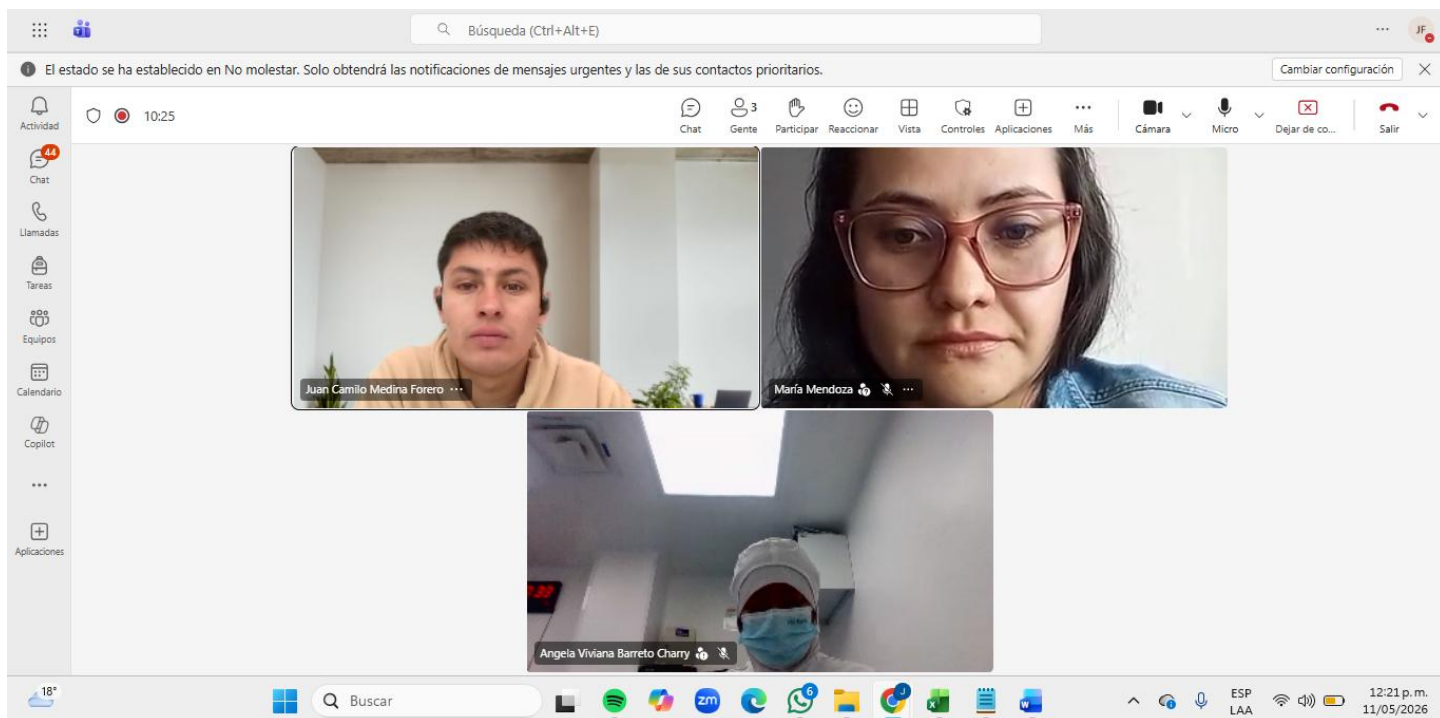 Búsqueda (Ctrl+Alt+E)
JF
El estado se ha establecido en No molestar. Solo obtendrá las notificaciones de mensajes urgentes y las de sus contactos prioritarios.
Cambiar configuración
10:25
3
Chat
Gente
Participar
Reaccionar
Vista
Controles
Aplicaciones
Más
Cámara
Micro
Dejar de co...
Salir
Actividad
44
Chat
Llamadas
Tareas
Equipos
Calendario
Copilot
Aplicaciones
Juan Camilo Medina Forero
María Mendoza
Angela Viviana Barreto Charry
18°
Buscar
zm
6
J
ESP
LAA
12:21 p. m.
11/05/2026